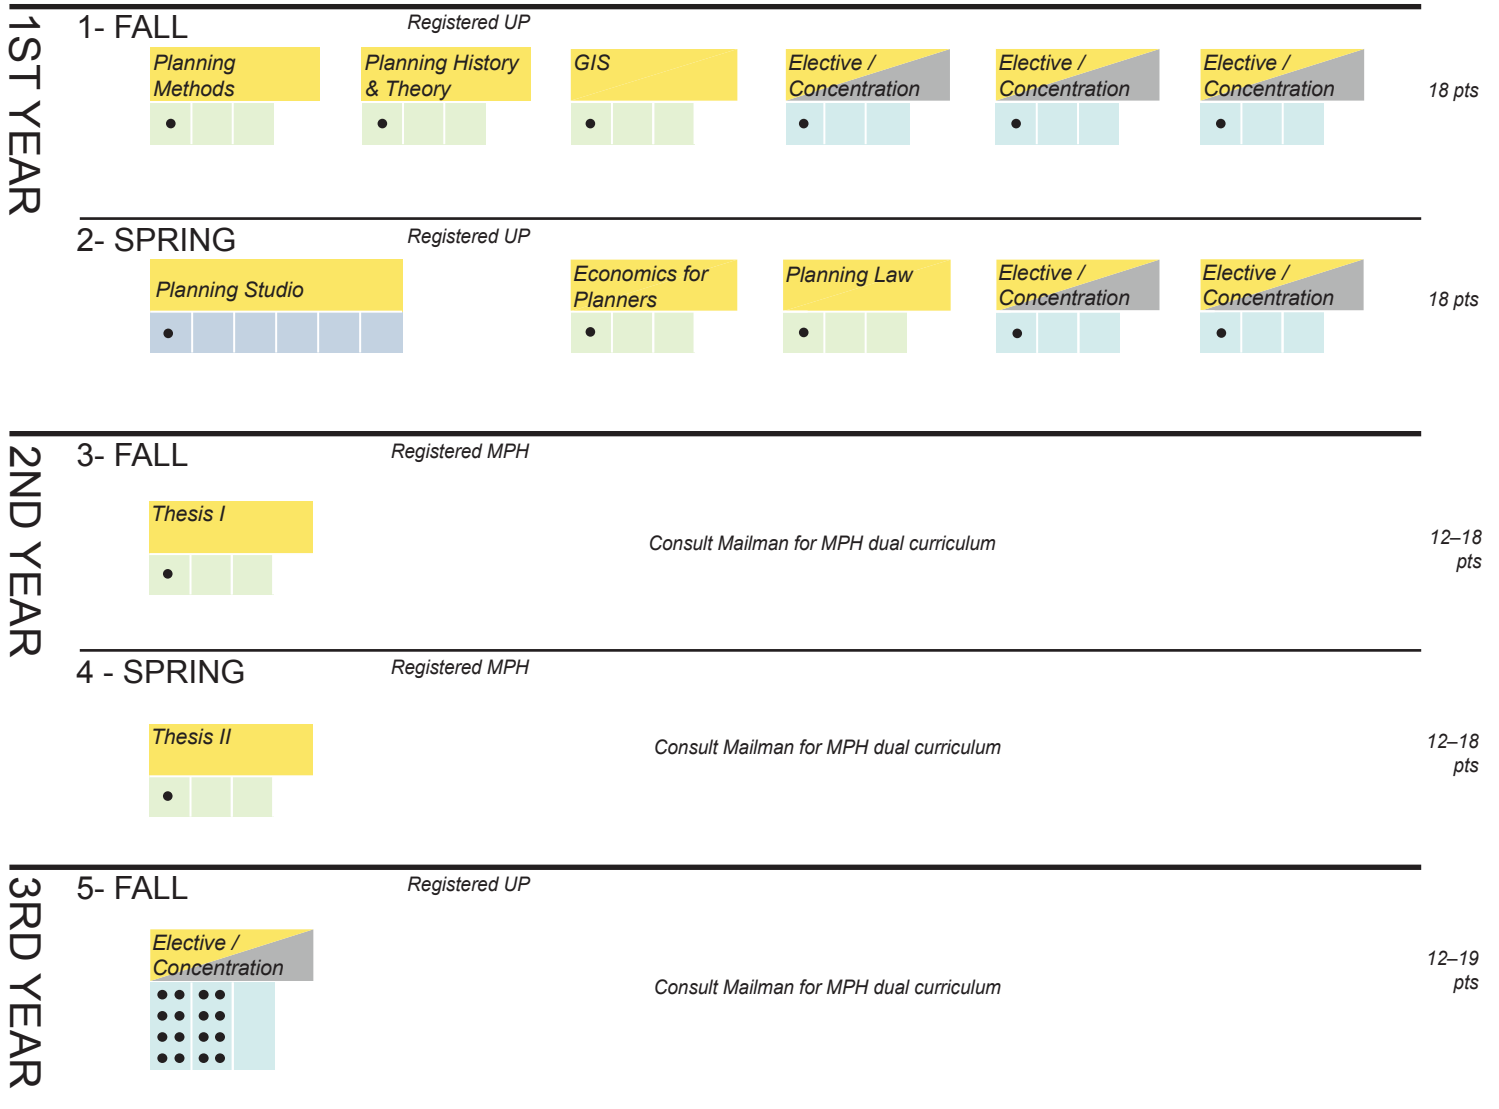 1ST YEAR
1- FALL
Registered UP
Planning
Methods
Planning History
& Theory
GIS
Elective /
Concentration
Elective /
Concentration
Elective /
Concentration
18 pts
2- SPRING
Registered UP
Planning Studio
Economics for
Planners
Planning Law
Elective /
Concentration
Elective /
Concentration
18 pts
2ND YEAR
3- FALL
Registered MPH
Thesis I
Consult Mailman for MPH dual curriculum
12–18
pts
4 - SPRING
Registered MPH
Thesis II
Consult Mailman for MPH dual curriculum
12–18
pts
3RD YEAR
5- FALL
Registered UP
Elective /
Concentration
Consult Mailman for MPH dual curriculum
12–19
pts